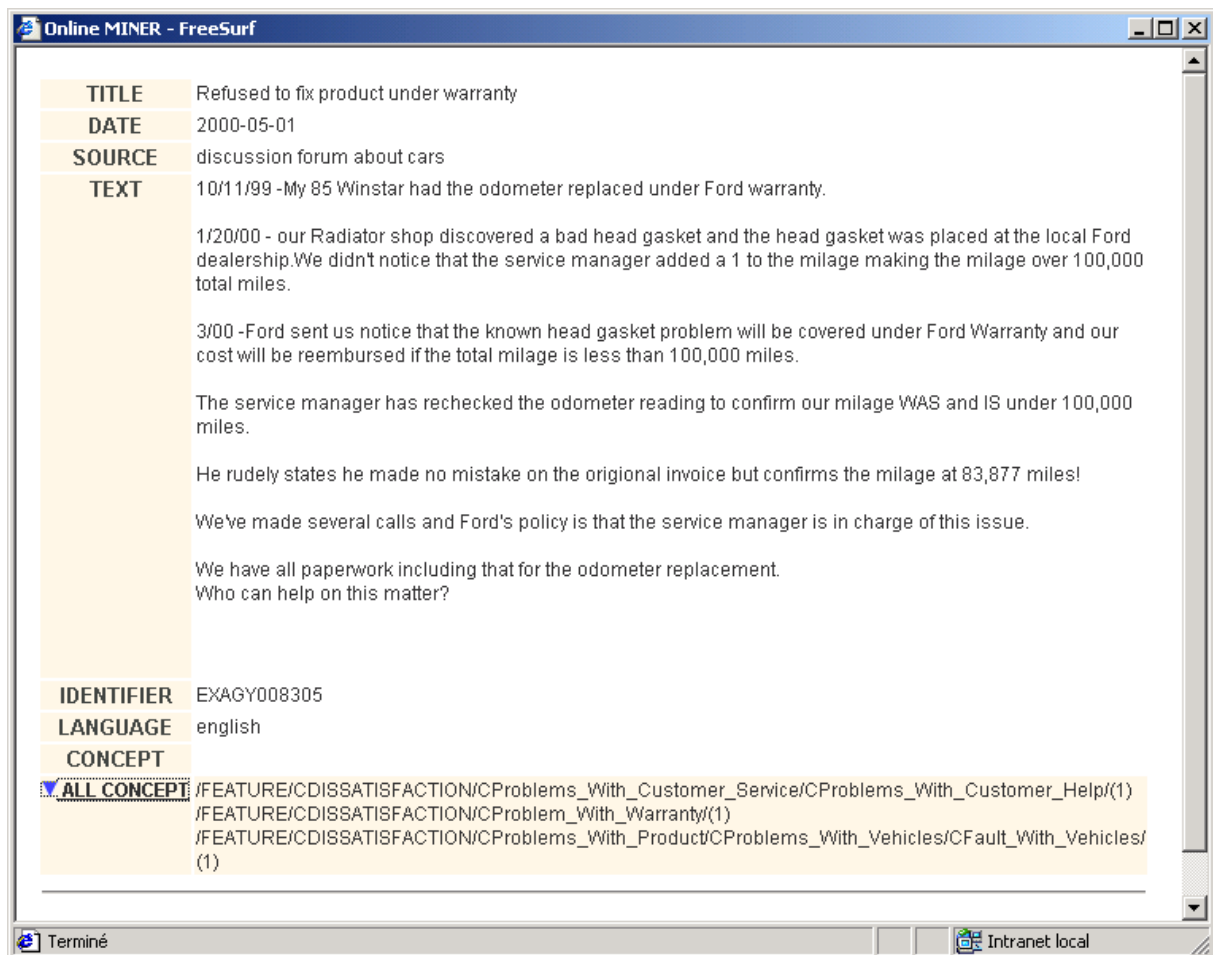 Online MINER - FreeSurf
TITLE Refused to fix product under warranty
DATE 2000-05-01
SOURCE discussion forum about cars
TEXT 10/11/99 -My 85 Winstar had the odometer replaced under Ford warranty.
1/20/00 - our Radiator shop discovered a bad head gasket and the head gasket was placed at the local Ford
dealership.We didn't notice that the service manager added a 1 to the milage making the milage over 100,000
total miles.
3/00 -Ford sent us notice that the known head gasket problem will be covered under Ford Warranty and our
cost will be reembursed if the total milage is less than 100,000 miles.
The service manager has rechecked the odometer reading to confirm our milage WAS and IS under 100,000
miles.
He rudely states he made no mistake on the origional invoice but confirms the milage at 83,877 miles!
We've made several calls and Ford's policy is that the service manager is in charge of this issue.
We have all paperwork including that for the odometer replacement.
Who can help on this matter?
IDENTIFIER EXAGY008305
LANGUAGE english
CONCEPT
ALL CONCEPT /FEATURE/CDISSATISFACTION/CProblems_With_Customer_Service/CProblems_With_Customer_Help/(1)
/FEATURE/CDISSATISFACTION/CProblem_With_Warranty/(1)
/FEATURE/CDISSATISFACTION/CProblems_With_Product/CProblems_With_Vehicles/CFault_With_Vehicles/
(1)
Terminé Intranet local